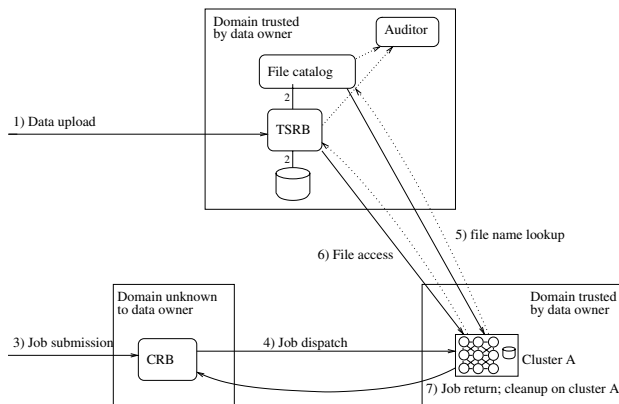 Domain trusted
by data owner
Auditor
File catalog
2
1) Data upload
TSRB
2
5) file name lookup
6) File access
Domain unknown
to data owner
Domain trusted
by data owner
3) Job submission
CRB
4) Job dispatch
Cluster A
7) Job return; cleanup on cluster A